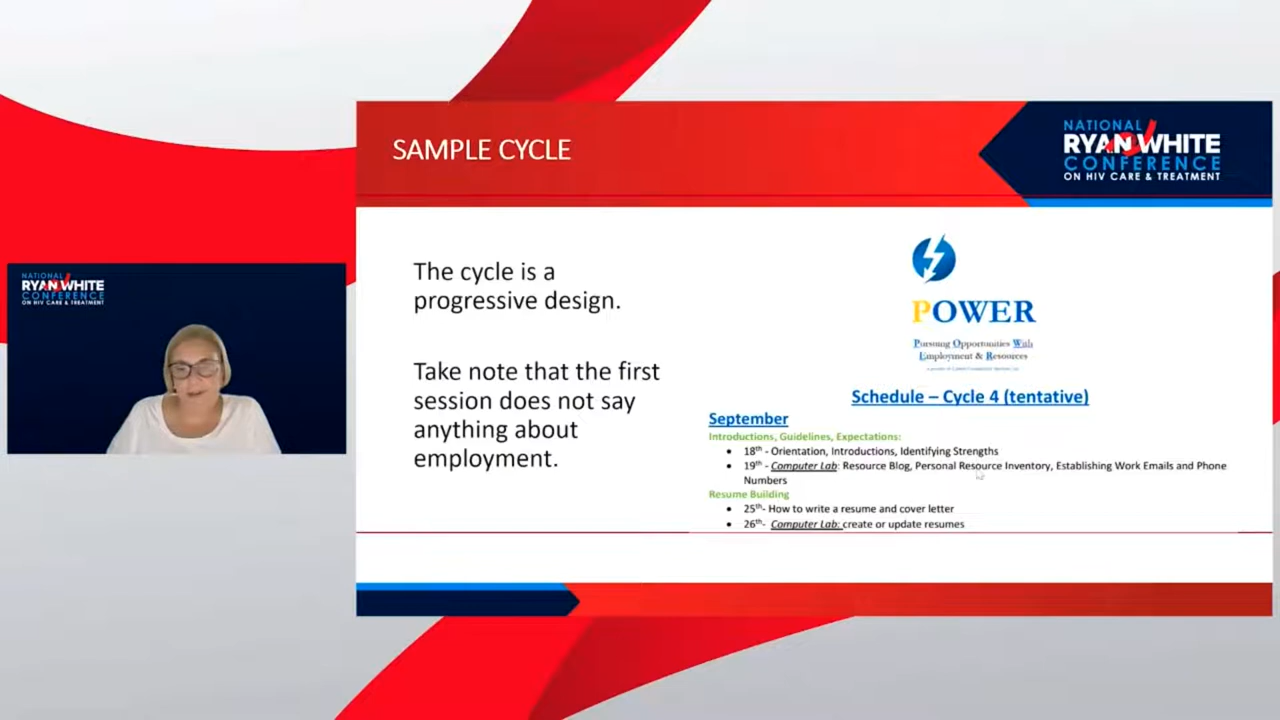 NATIONAL
RYAN WHITE
CONFERENCE
ON HIV CARE & TREATMENT
SAMPLE CYCLE
NATIONAL
RYAN WHITE
CONFERENCE
ON HIV CARE & TREATMENT
The cycle is a
progressive design.
Take note that the first
session does not say
anything about
employment.
POWER
Pursuing Opportunities With
Employment & Resources
Schedule – Cycle 4 (tentative)
September
Introductions, Guidelines, Expectations:
• 18th - Orientation, Introductions, Identifying Strengths
• 19th - Computer Lab: Resource Blog, Personal Resource Inventory, Establishing Work Emails and Phone
Numbers
Resume Building
• 25th- How to write a resume and cover letter
• 26th- Computer Lab: create or update resumes